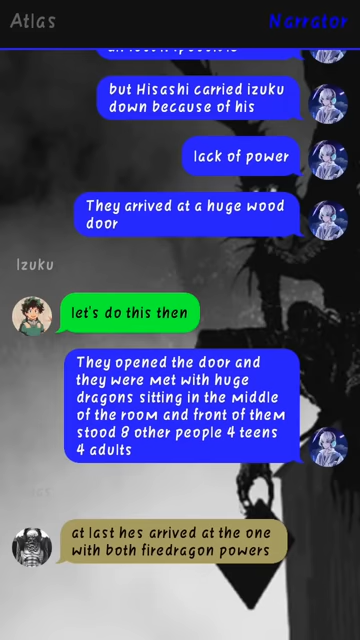 Atlas
Narrator
but Hisashi carried izuku
down because of his
lack of power
They arrived at a huge wood
door
Izuku
let's do this then
They opened the door and
they were met with huge
dragons sitting in the middle
of the room and front of them
stood 8 other people 4 teens
4 adults
at last hes arrived at the one
with both firedragon powers